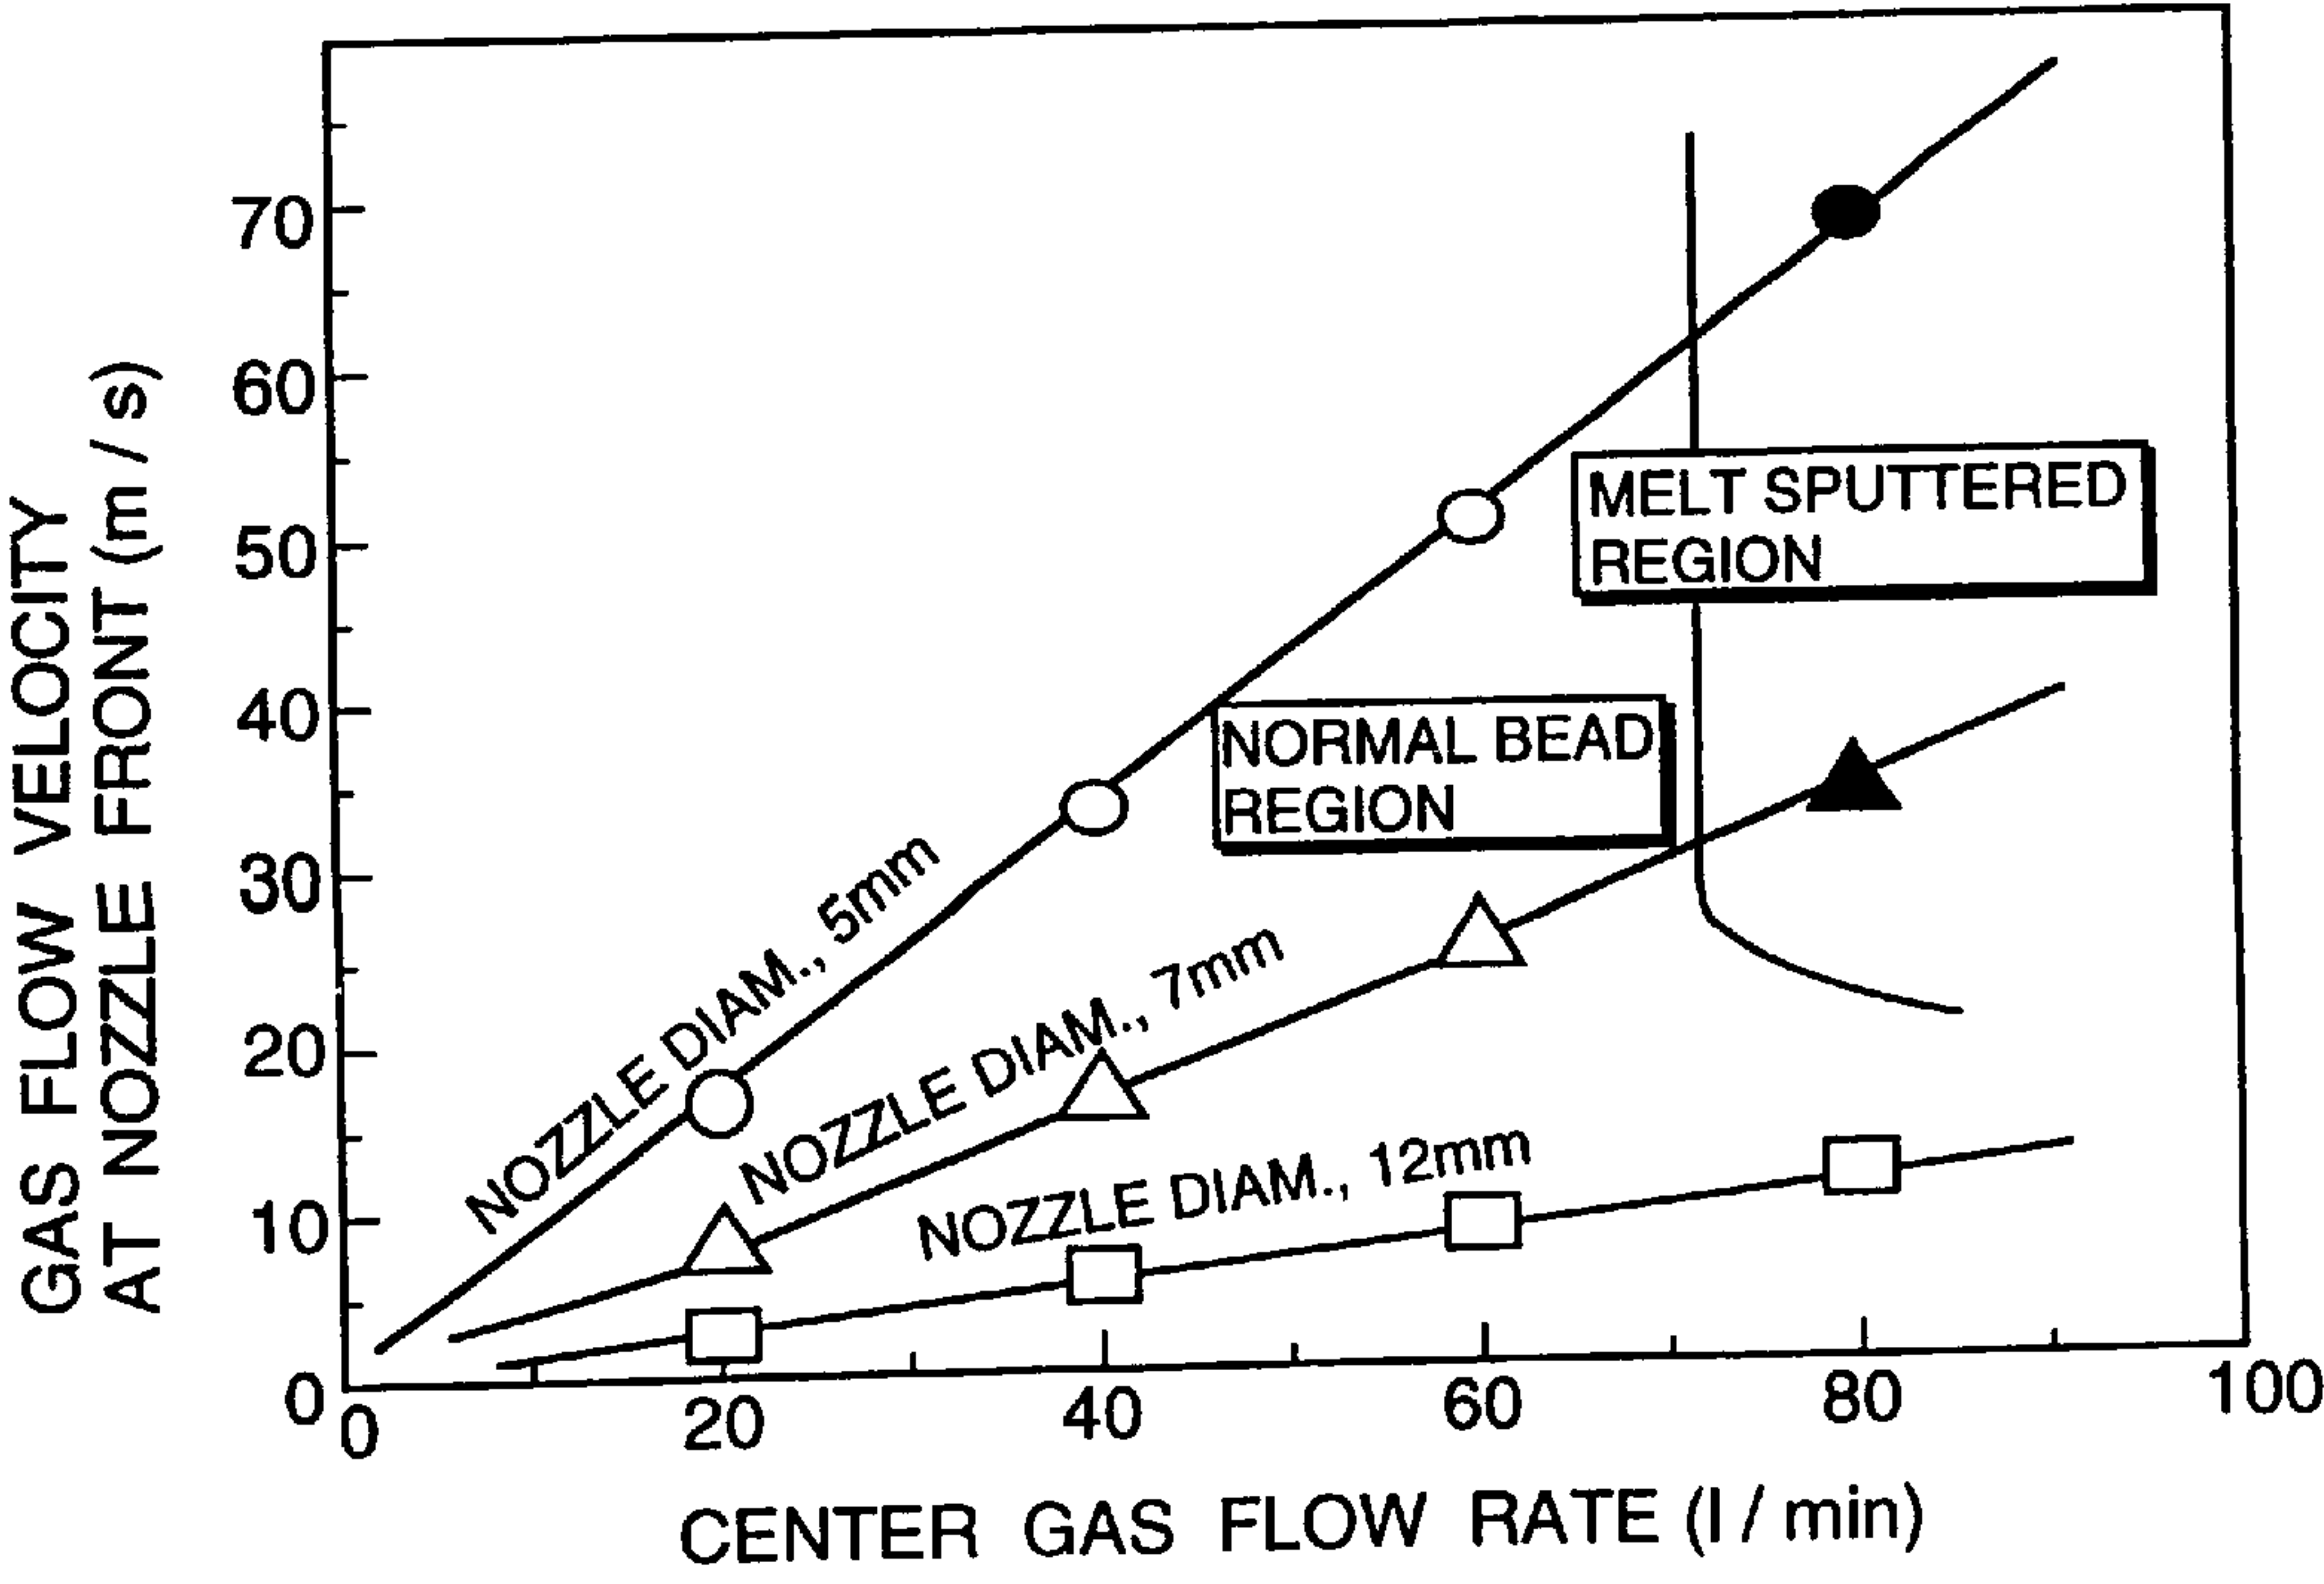 GAS FLOW VELOCITY
AT NOZZLE FRONT (m/s)
70
60
50
40
30
20
10
0
MELT SPUTTERED
REGION
NORMAL BEAD
REGION
NOZZLE DIAM., 5mm
NOZZLE DIAM., 7mm
NOZZLE DIAM., 12mm
0 20 40 60 80 100
CENTER GAS FLOW RATE (l/min)